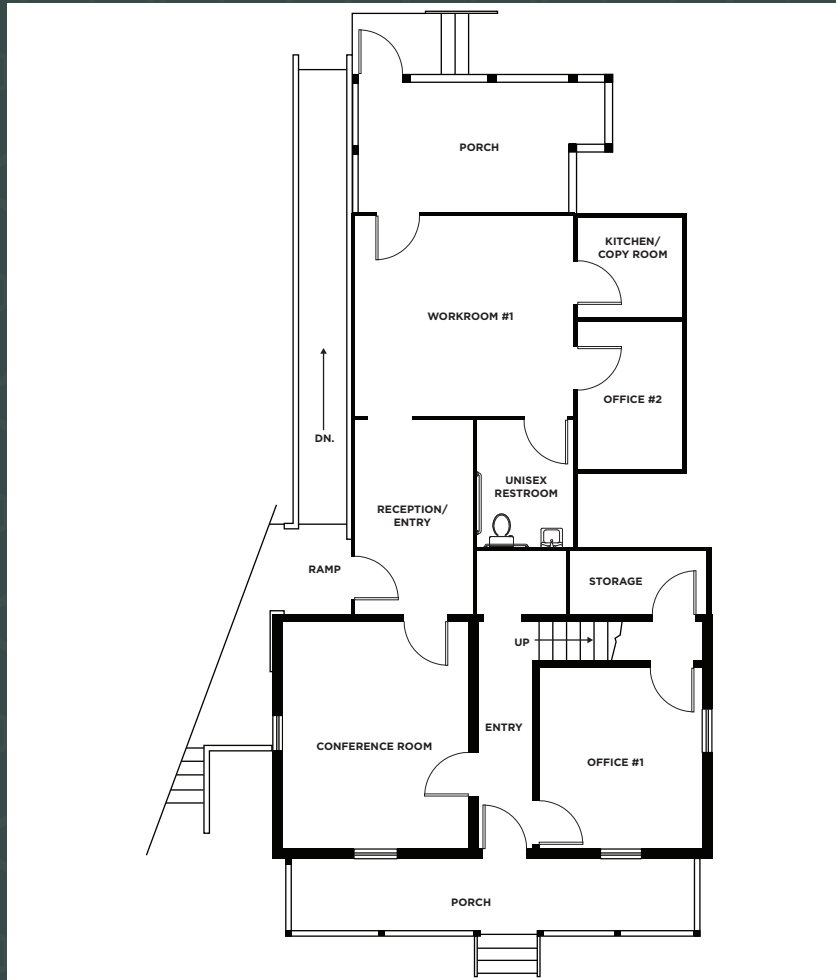 PORCH
KITCHEN/
COPY ROOM
WORKROOM #1
OFFICE #2
DN.
UNISEX
RESTROOM
RECEPTION/
ENTRY
RAMP
STORAGE
UP
ENTRY
CONFERENCE ROOM
OFFICE #1
PORCH